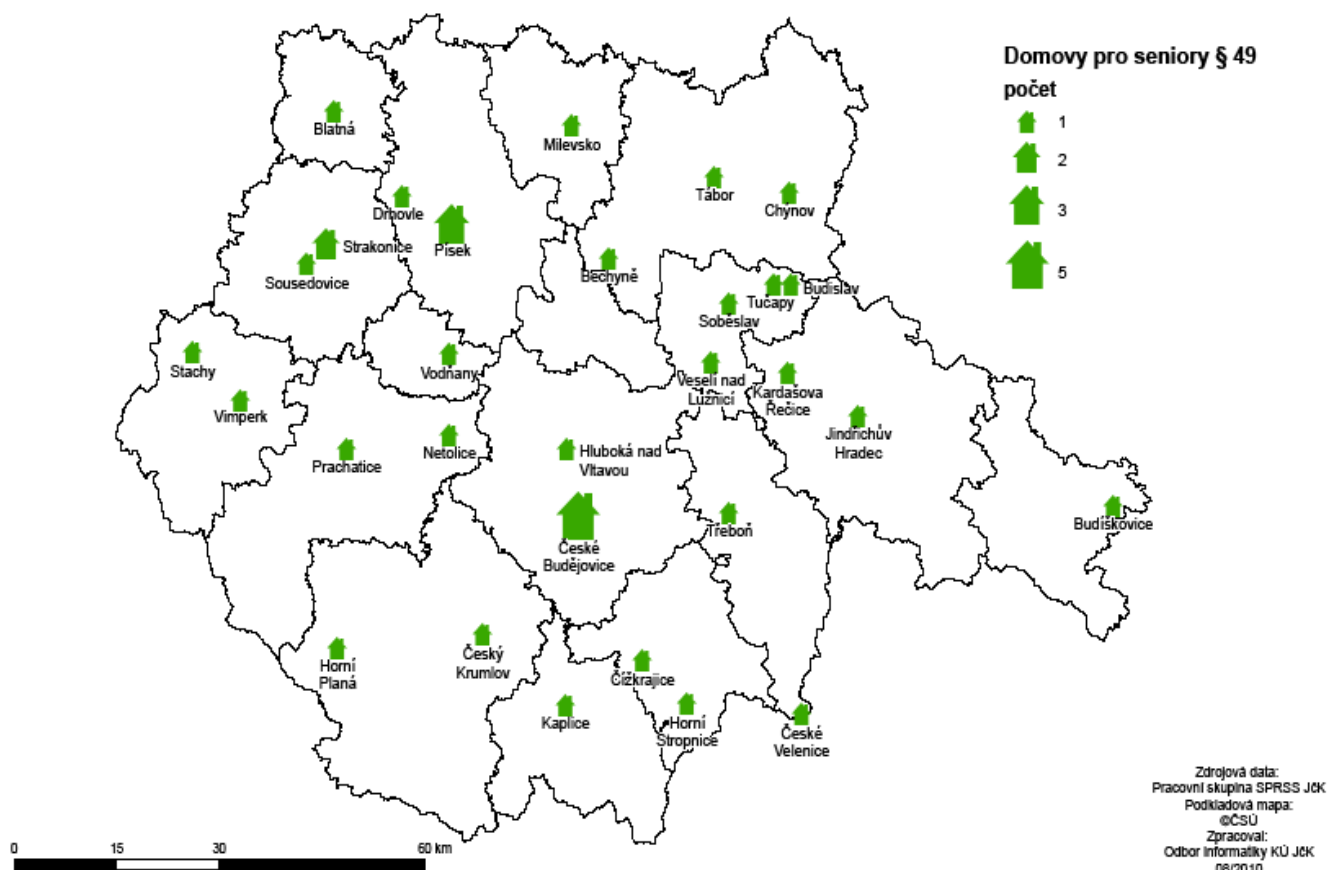 Domovy pro seniory § 49
počet
1
2
3
5
Blatná
Milevsko
Tábor
Chýnov
Drhovle
Písek
Strakonice
Sousedovice
Bechyně
Tučapy
Budislav
Soběslav
Stachy
Vodňany
Veselí nad
Lužnicí
Kardašova
Řečice
Vimperk
Jindřichův
Hradec
Prachatice
Netolice
Hluboká nad
Vltavou
České
Budějovice
Třeboň
Budíškovice
Horní
Planá
Český
Krumlov
Čížkrajice
Kaplice
Horní
Stropnice
České
Velenice
0
15
30
60 km
Zdrojová data:
Pracovní skupina SPRSS JčK
Podkladová mapa:
©ČSÚ
Zpracoval:
Odbor informatiky KÚ JčK
06/2010